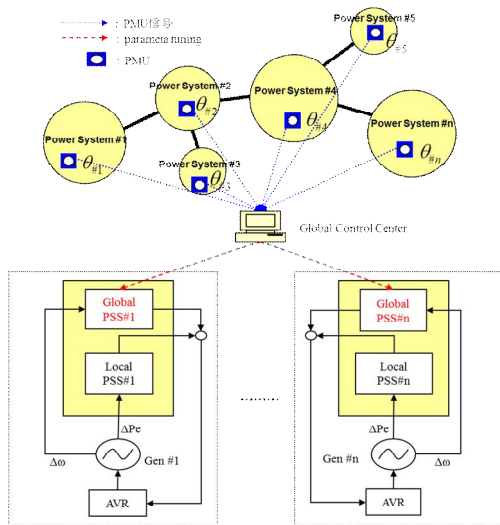 : PMU信号
: parameta tuning
: PMU
Power System #5
θ#5
Power System #2
θ#2
Power System #4
θ#4
Power System #1
θ#1
Power System #3
θ#3
Power System #n
θ#n
Global Control Center
Global
PSS#1
Local
PSS#1
ΔPe
Δω
Gen #1
AVR
........
Global
PSS#n
Local
PSS#n
ΔPe
Gen #n
Δω
AVR